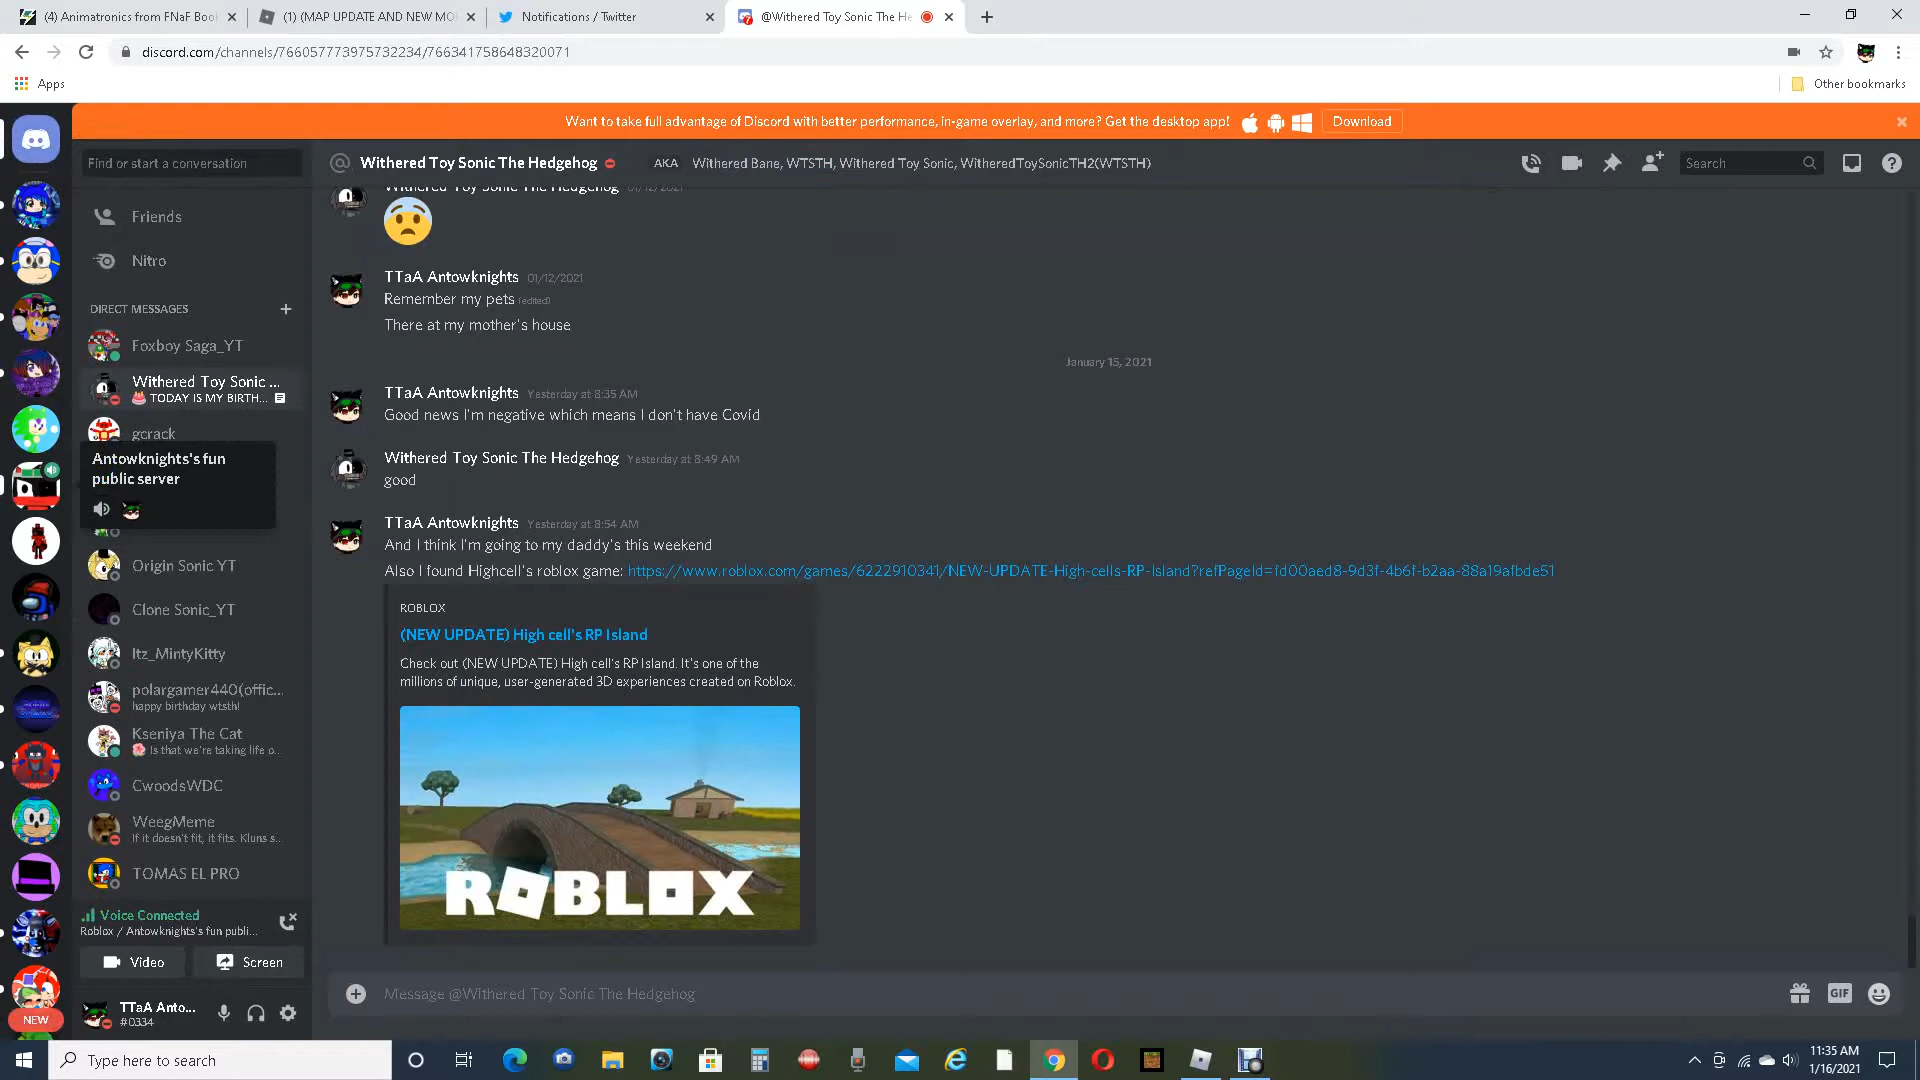 (4) Animatronics from FNaF Boo
(1) (MAP UPDATE AND NEW MO
Notifications / Twitter
@Withered Toy Sonic The He
discord.com/channels/766057773975732234/766341758648320071
Apps
Other bookmarks
Want to take full advantage of Discord with better performance, in-game overlay, and more? Get the desktop app!
Download
Find or start a conversation
Withered Toy Sonic The Hedgehog
AKA
Withered Bane, WTSTH, Withered Toy Sonic, WitheredToySonicTH2(WTSTH)
Search
Friends
Nitro
DIRECT MESSAGES
Foxboy Saga_YT
Withered Toy Sonic ...
TODAY IS MY BIRTH...
gcrack
Antowknights's fun
public server
Origin Sonic YT
Clone Sonic_YT
Itz_MintyKitty
polargamer440(offic...
happy birthday wtsth!
Kseniya The Cat
Is that we're taking life o...
CwoodsWDC
WeegMeme
If it doesn't fit, it fits. Kluns s...
TOMAS EL PRO
Voice Connected
Roblox / Antowknights's fun publi...
Video
Screen
TTaA Anto...
#0334
NEW
Withered Toy Sonic The Hedgehog 01/12/2021
TTaA Antowknights 01/12/2021
Remember my pets (edited)
There at my mother's house
January 15, 2021
TTaA Antowknights Yesterday at 8:35 AM
Good news I'm negative which means I don't have Covid
Withered Toy Sonic The Hedgehog Yesterday at 8:49 AM
good
TTaA Antowknights Yesterday at 8:54 AM
And I think I'm going to my daddy's this weekend
Also I found Highcell's roblox game: https://www.roblox.com/games/6222910341/NEW-UPDATE-High-cells-RP-Island?refPageId=fd00aed8-9d3f-4b6f-b2aa-88a19afbde51
ROBLOX
(NEW UPDATE) High cell's RP Island
Check out (NEW UPDATE) High cell's RP Island. It's one of the
millions of unique, user-generated 3D experiences created on Roblox.
ROBLOX
Message @Withered Toy Sonic The Hedgehog
GIF
Type here to search
11:35 AM
1/16/2021